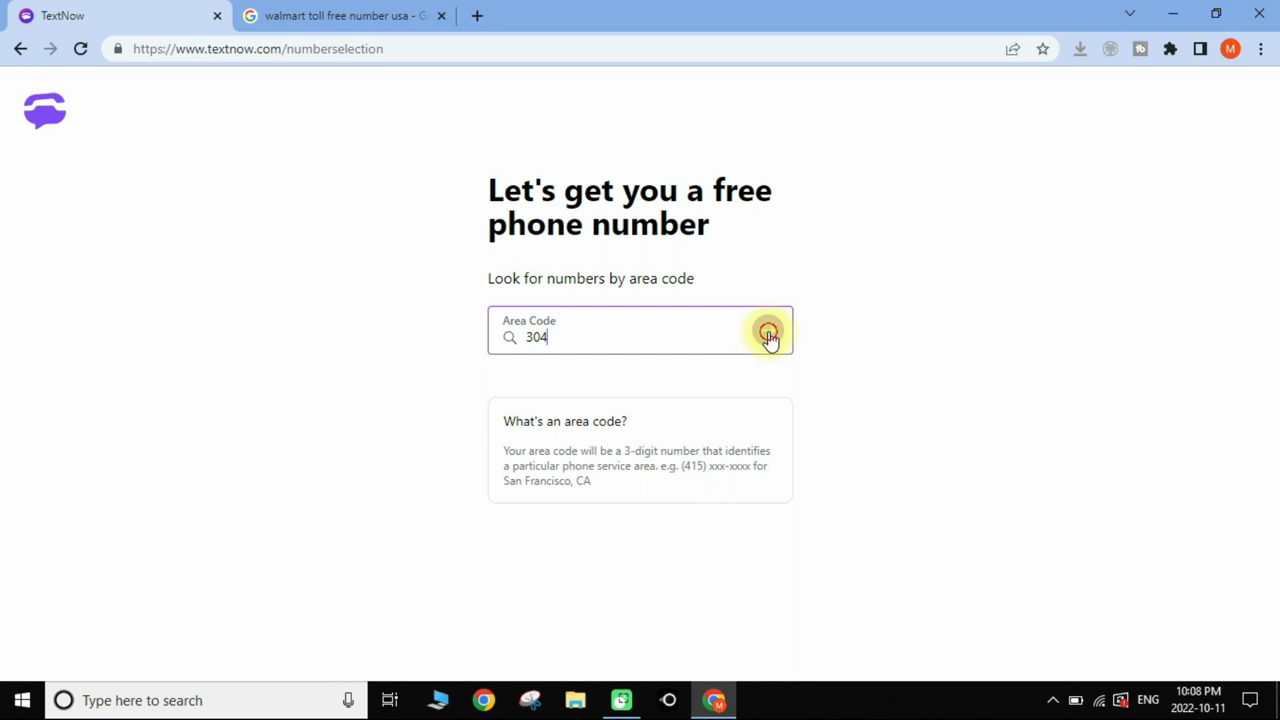 TextNow
walmart toll free number usa - G
https://www.textnow.com/numberselection
M
Let's get you a free
phone number
Look for numbers by area code
Area Code
304
What's an area code?
Your area code will be a 3-digit number that identifies
a particular phone service area. e.g. (415) xxx-xxxx for
San Francisco, CA
Type here to search
ENG
10:08 PM
2022-10-11